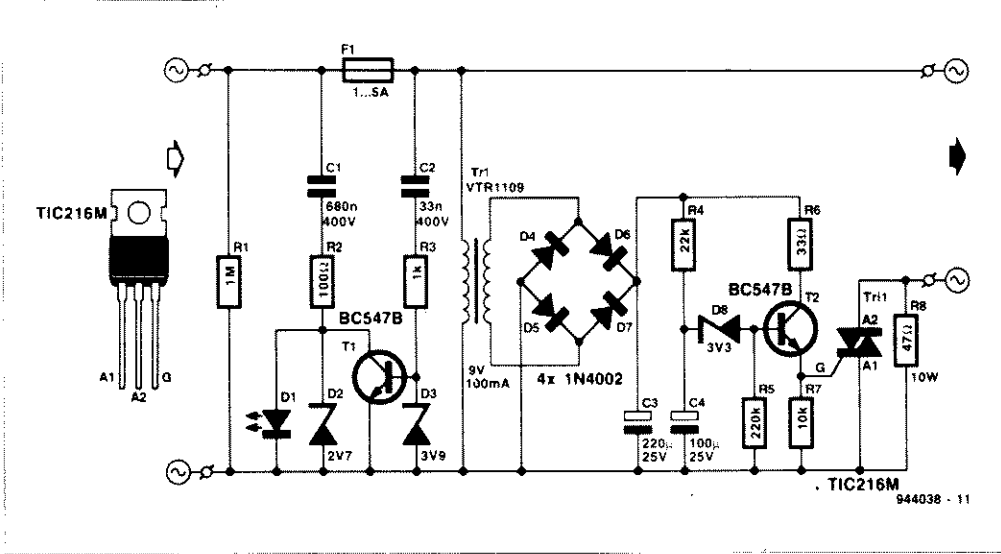 F1
1...5A
C1
680n
400V
C2
33n
400V
Tr1
VTR1109
TIC216M
R1
1M
R2
100Ω
R3
1k
BC547B
T1
D1
D2
2V7
D3
3V9
A1
A2
G
D4
D6
D5
D7
9V
100mA
4x 1N4002
C3
220µ
25V
C4
100µ
25V
R4
22k
R6
33Ω
BC547B
T2
D8
3V3
R5
220k
R7
10k
G
Tri1
A2
A1
R8
47Ω
10W
TIC216M
944038 - 11